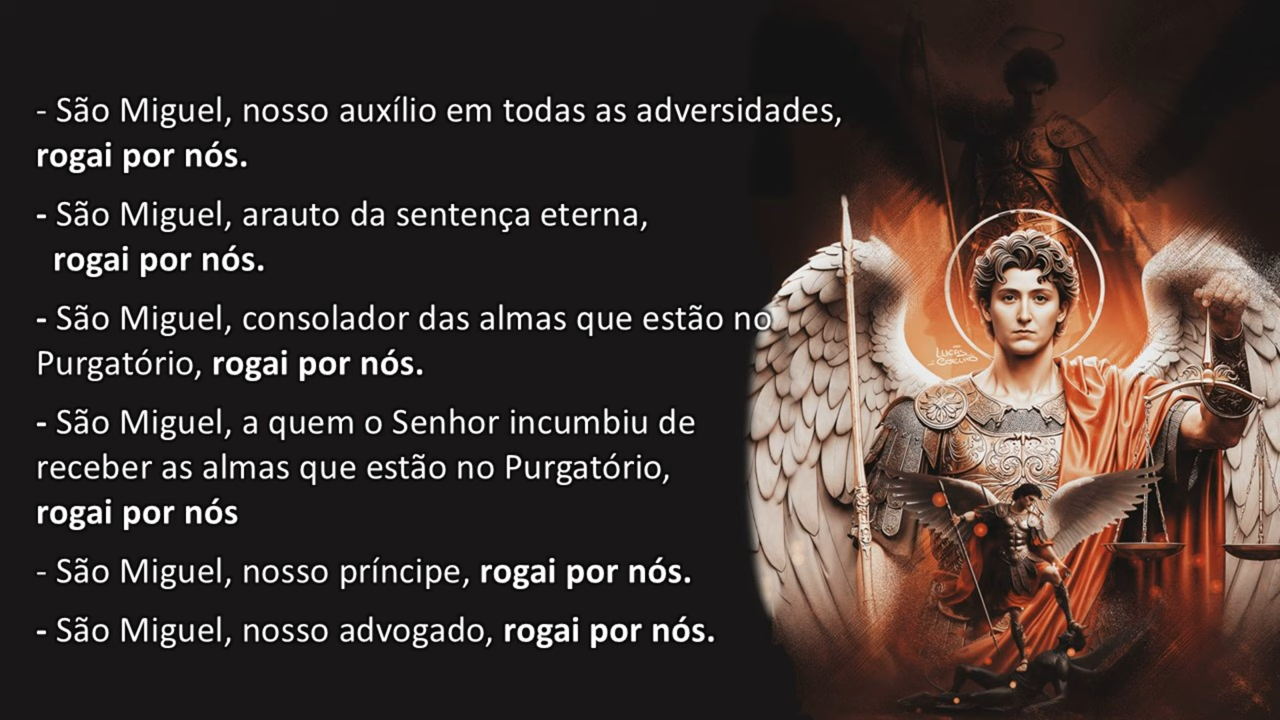 - São Miguel, nosso auxílio em todas as adversidades,
rogai por nós.
- São Miguel, arauto da sentença eterna,
rogai por nós.
- São Miguel, consolador das almas que estão no
Purgatório, rogai por nós.
- São Miguel, a quem o Senhor incumbiu de
receber as almas que estão no Purgatório,
rogai por nós
- São Miguel, nosso príncipe, rogai por nós.
- São Miguel, nosso advogado, rogai por nós.
LUCAS
COELHO